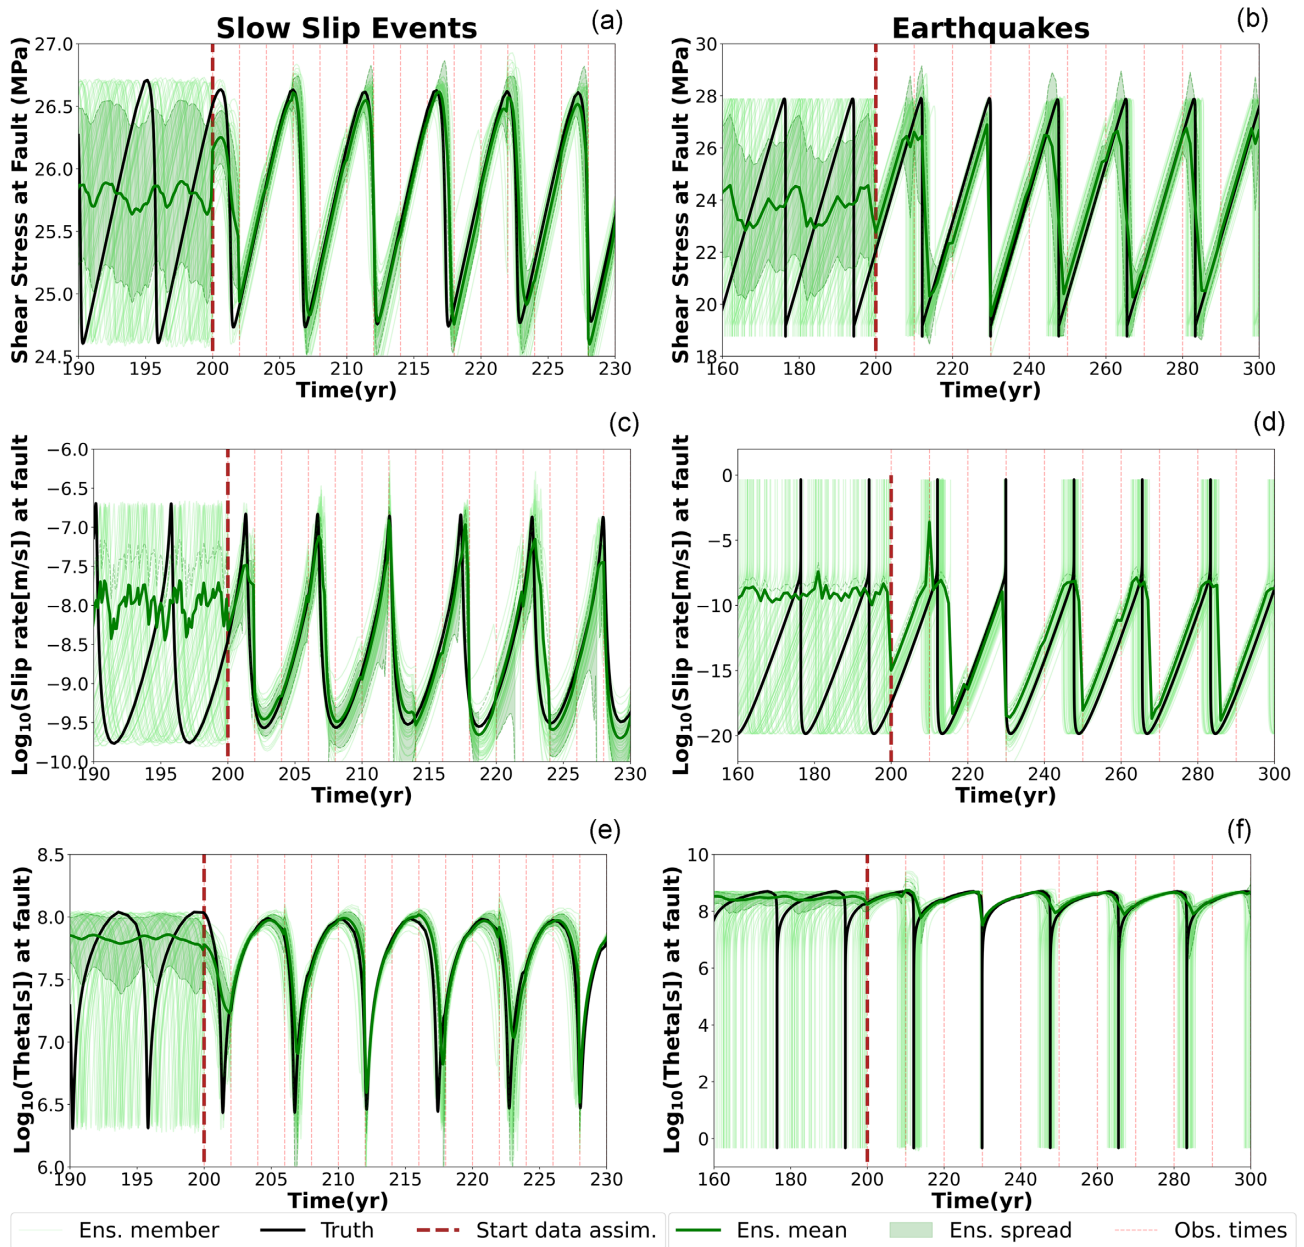 Slow Slip Events
(a)
Shear Stress at Fault (MPa)
27.0
26.5
26.0
25.5
25.0
24.5
190 195 200 205 210 215 220 225 230
Time(yr)
Earthquakes
(b)
Shear Stress at Fault (MPa)
30
28
26
24
22
20
18
160 180 200 220 240 260 280 300
Time(yr)
(c)
Log₁₀(Slip rate[m/s]) at fault
−6.0
−6.5
−7.0
−7.5
−8.0
−8.5
−9.0
−9.5
−10.0
190 195 200 205 210 215 220 225 230
Time(yr)
(d)
Log₁₀(Slip rate[m/s]) at fault
0
−5
−10
−15
−20
160 180 200 220 240 260 280 300
Time(yr)
(e)
Log₁₀(Theta[s]) at fault)
8.5
8.0
7.5
7.0
6.5
6.0
190 195 200 205 210 215 220 225 230
Time(yr)
(f)
Log₁₀(Theta[s]) at fault)
10
8
6
4
2
0
160 180 200 220 240 260 280 300
Time(yr)
Ens. member Truth Start data assim. Ens. mean Ens. spread Obs. times